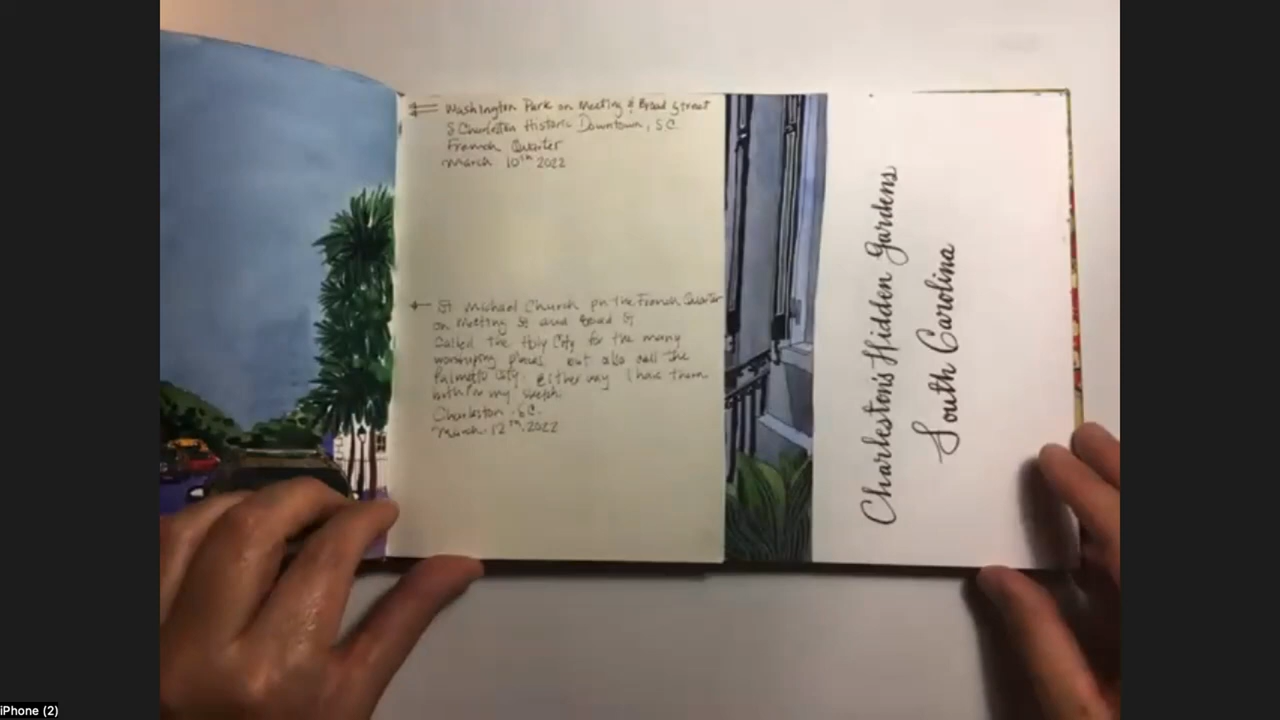 Washington Park on Meeting & Broad Street
S Charleston Historic Downtown, S.C.
French Quarter
March 10th 2022
St Michael Church on the French Quarter
on Meeting St and Broad St
Called the Holy City for the many
worshiping places but also call the
Palmetto City. Either way I have them
both in my sketch.
Charleston. SC.
March. 12th. 2022
Charleston's Hidden Gardens
South Carolina
iPhone (2)